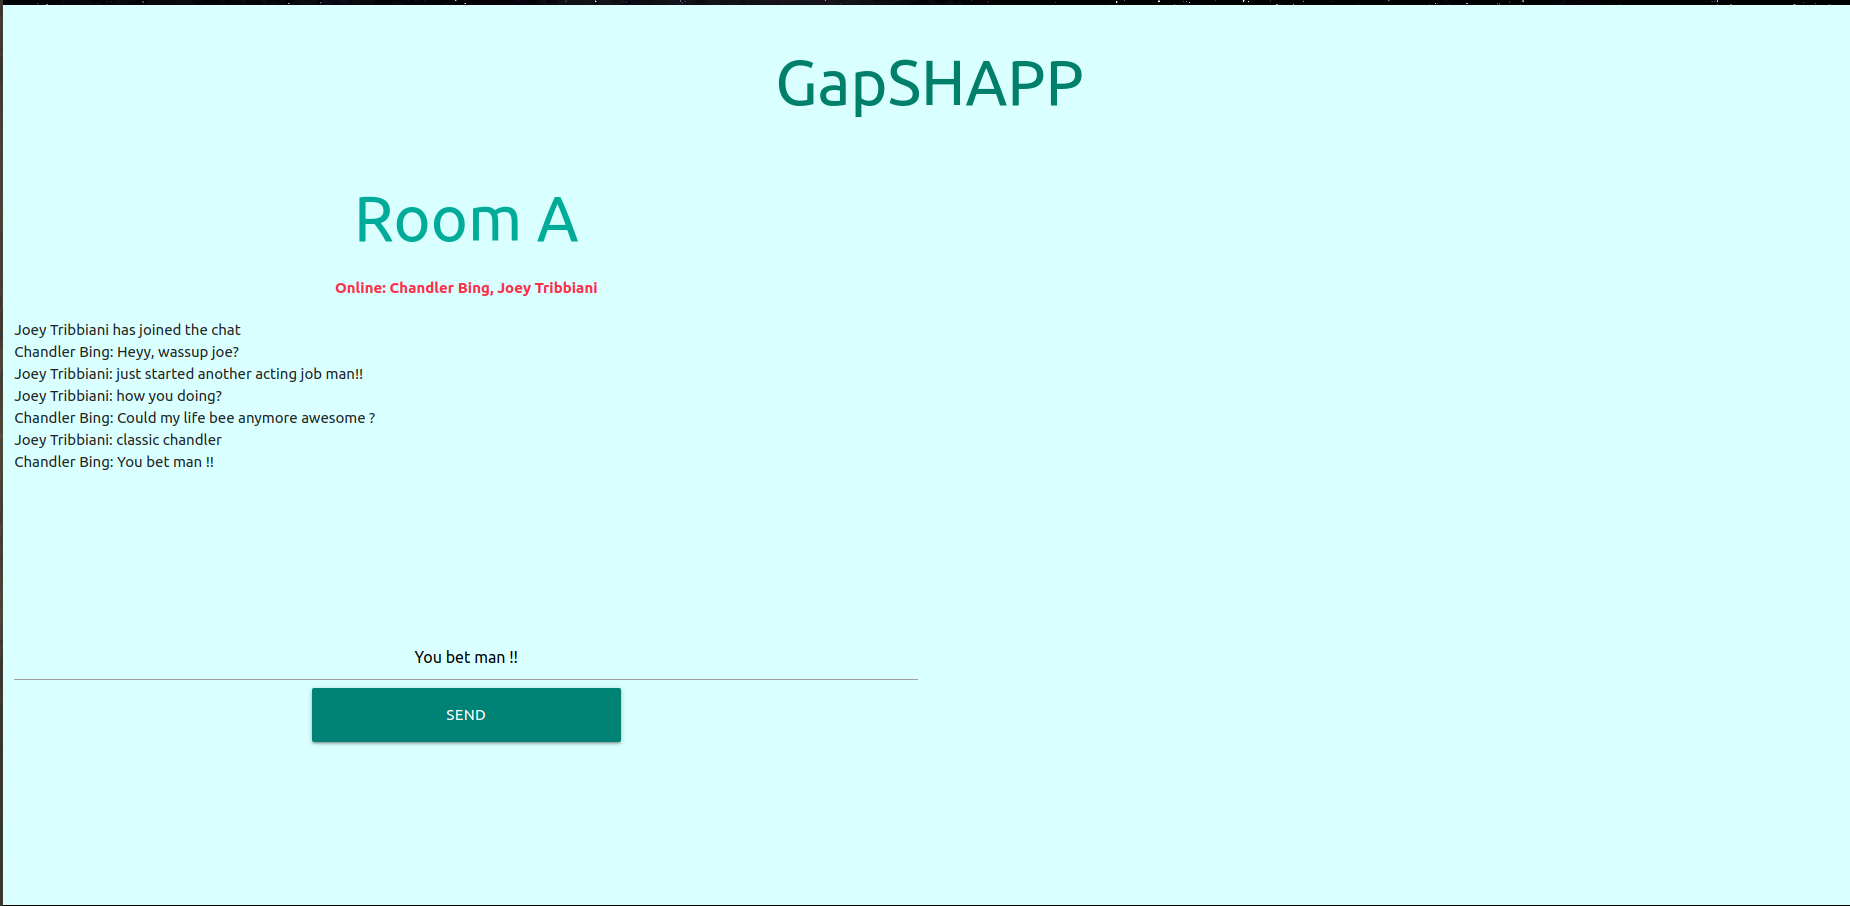 GapSHAPP
Room A
Online: Chandler Bing, Joey Tribbiani
Joey Tribbiani has joined the chat
Chandler Bing: Heyy, wassup joe?
Joey Tribbiani: just started another acting job man!!
Joey Tribbiani: how you doing?
Chandler Bing: Could my life bee anymore awesome ?
Joey Tribbiani: classic chandler
Chandler Bing: You bet man !!
You bet man !!
SEND